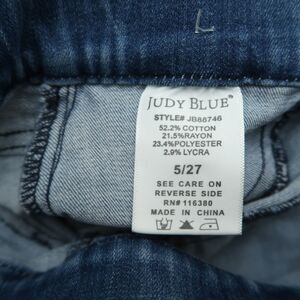 L
JUDY BLUE®
STYLE# JB88746
52.2% COTTON
21.5%RAYON
23.4%POLYESTER
2.9% LYCRA
5/27
SEE CARE ON
REVERSE SIDE
RN# 116380
MADE IN CHINA